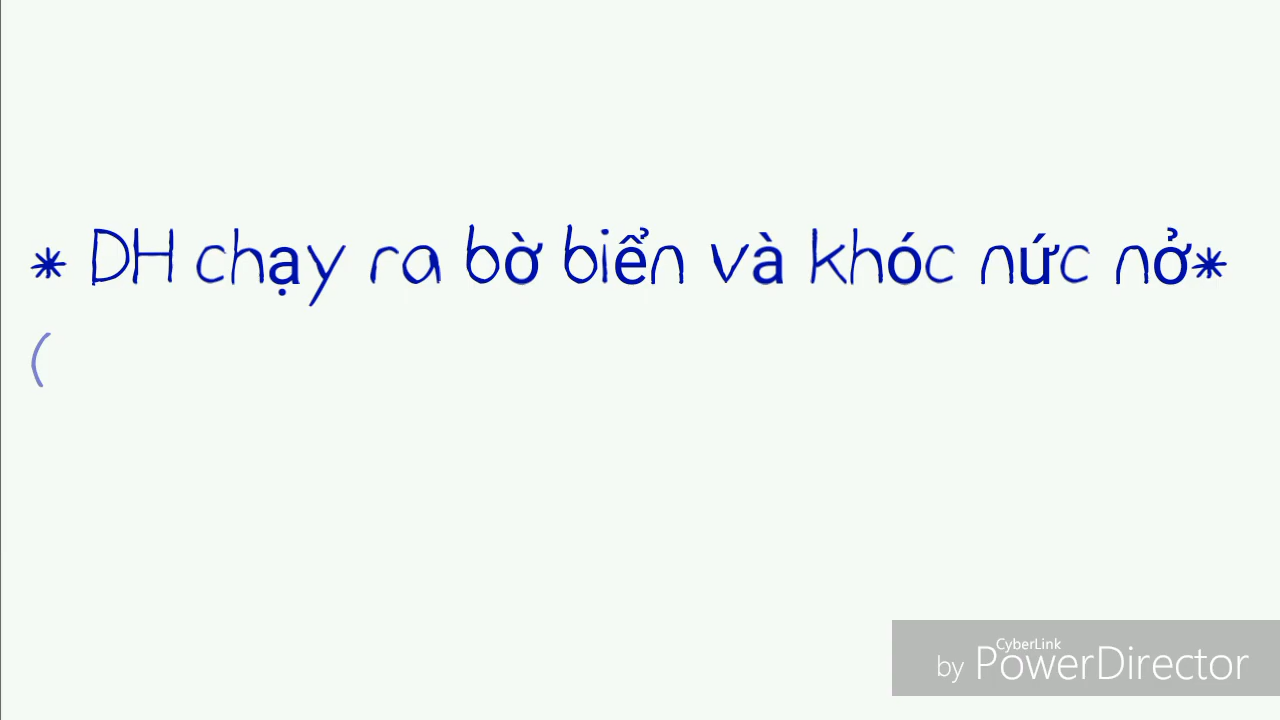 * DH chạy ra bờ biển và khóc nức nở*
(
CyberLink
by PowerDirector